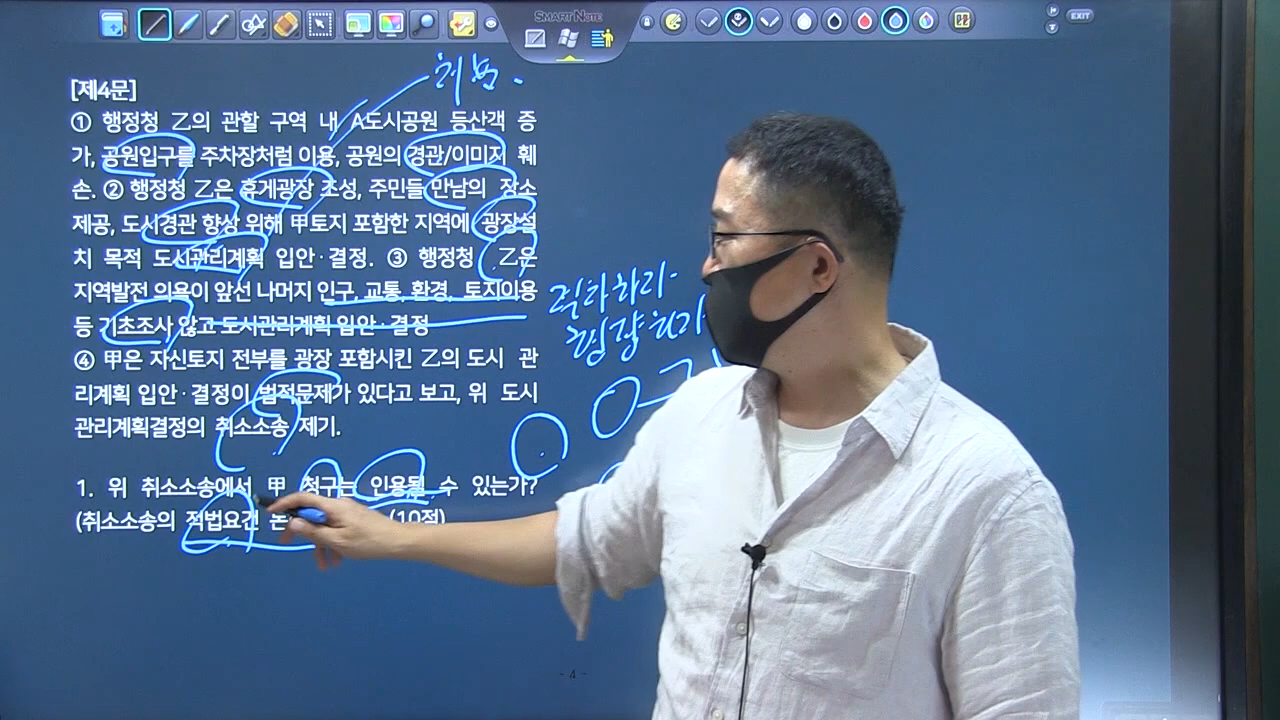 SMART NOTE
EXIT
처분.
[제4문]
① 행정청 乙의 관할 구역 내 A도시공원 등산객 증
가, 공원입구를 주차장처럼 이용, 공원의 경관/이미지 훼
손. ② 행정청 乙은 휴게광장 조성, 주민들 만남의 장소
제공, 도시경관 향상 위해 甲토지 포함한 지역에 광장설
치 목적 도시관리계획 입안·결정. ③ 행정청 乙은
지역발전 의욕이 앞선 나머지 인구, 교통, 환경, 토지이용
등 기초조사 않고 도시관리계획 입안·결정
④ 甲은 자신토지 전부를 광장 포함시킨 乙의 도시 관
리계획 입안·결정이 법적문제가 있다고 보고, 위 도시
관리계획결정의 취소소송 제기.
1. 위 취소소송에서 甲 청구는 인용될 수 있는가?
(취소소송의 적법요건 논 (10점)
- 4 -